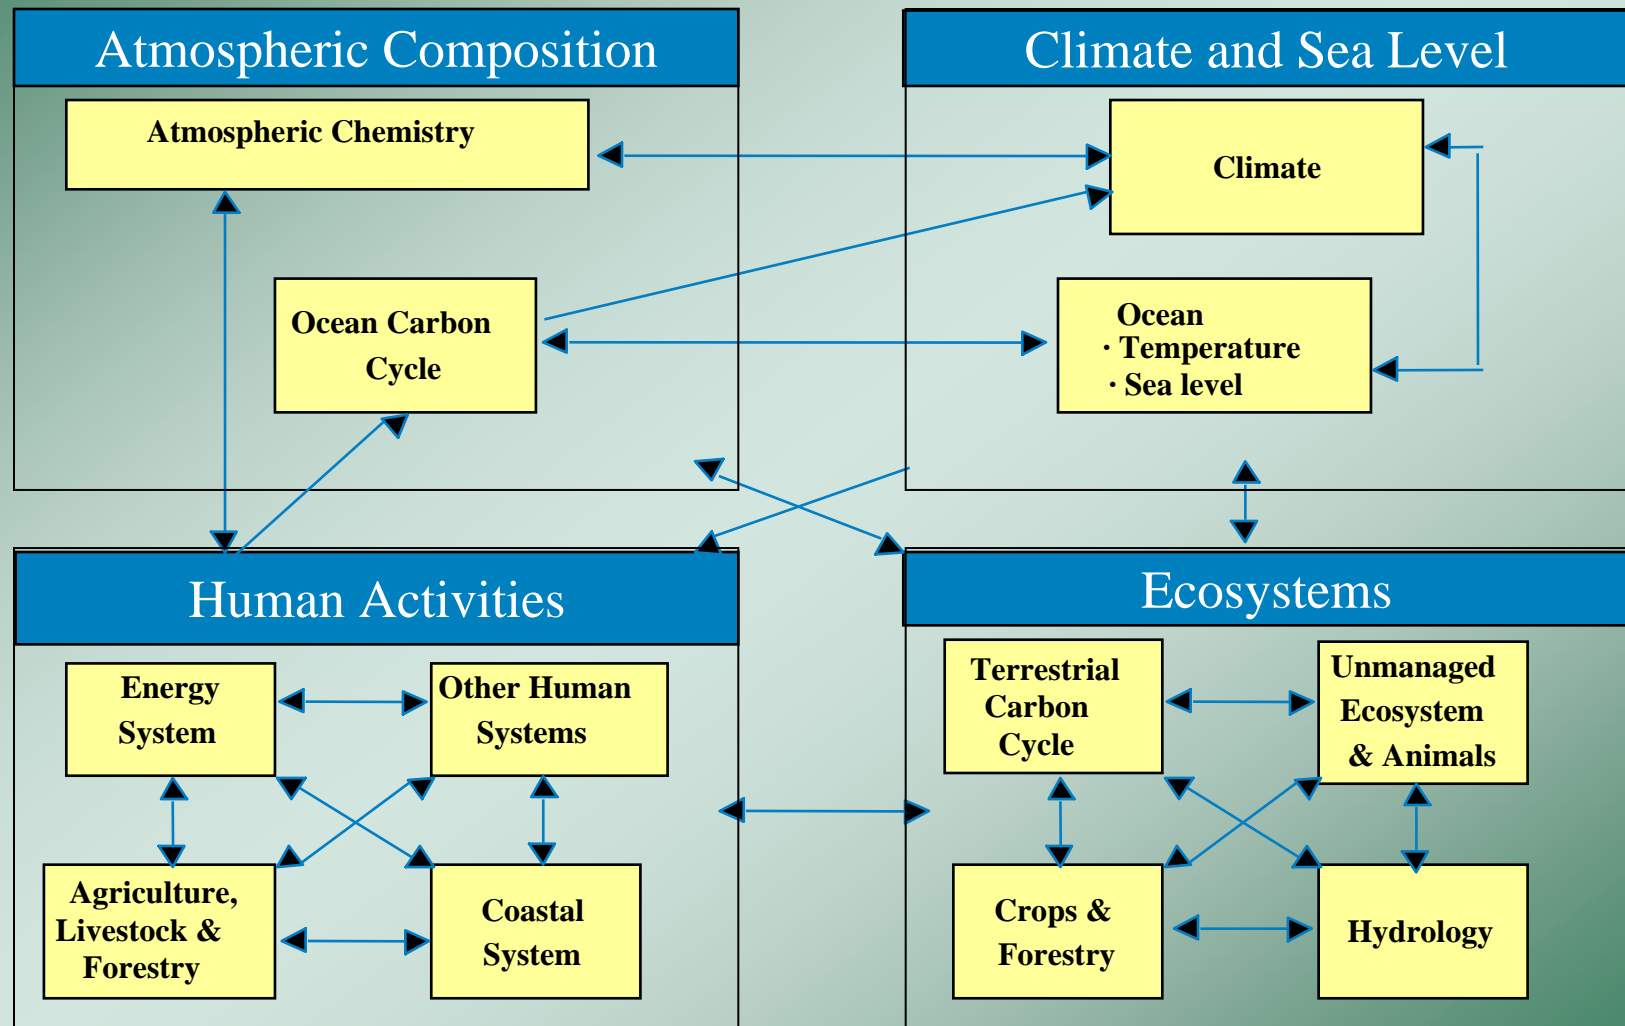 Atmospheric Composition
Atmospheric Chemistry
Ocean Carbon
Cycle
Climate and Sea Level
Climate
Ocean
· Temperature
· Sea level
Human Activities
Energy
System
Other Human
Systems
Agriculture,
Livestock &
Forestry
Coastal
System
Ecosystems
Terrestrial
Carbon
Cycle
Unmanaged
Ecosystem
& Animals
Crops &
Forestry
Hydrology